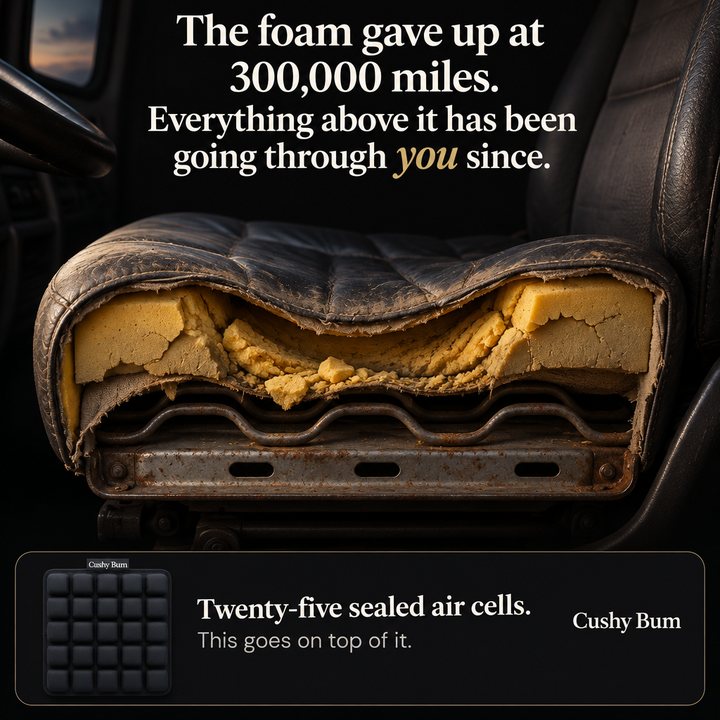 The foam gave up at
300,000 miles.
Everything above it has been
going through you since.
Cushy Bum
Twenty-five sealed air cells.
This goes on top of it.
Cushy Bum